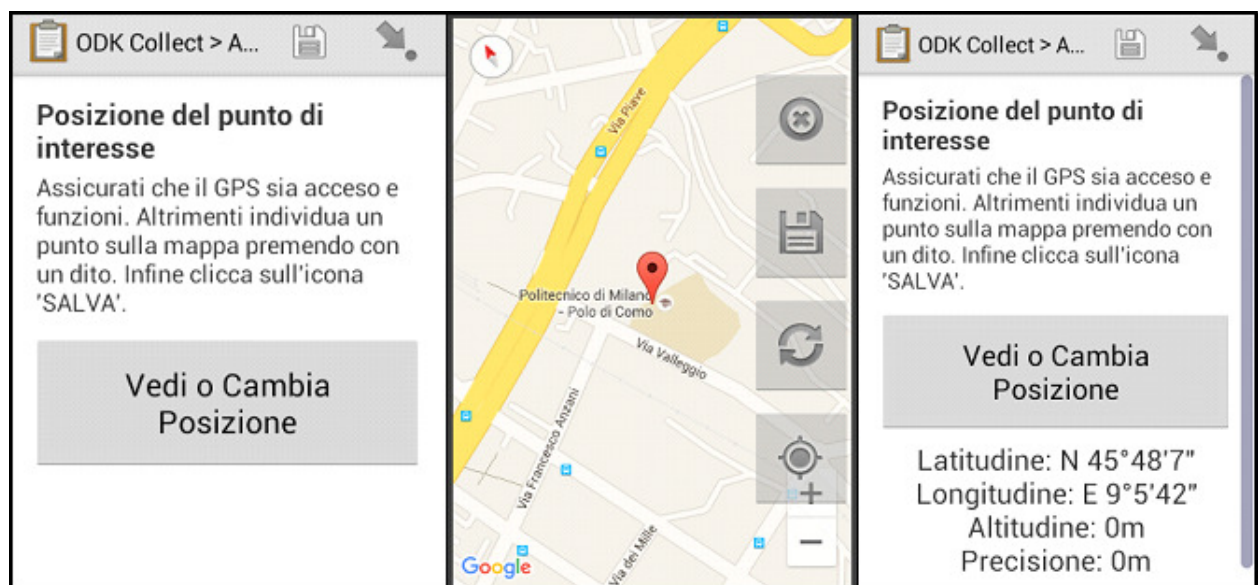 ODK Collect > A...
Posizione del punto di
interesse
Assicurati che il GPS sia acceso e
funzioni. Altrimenti individua un
punto sulla mappa premendo con
un dito. Infine clicca sull'icona
'SALVA'.
Vedi o Cambia
Posizione
Via Piave
Politecnico di Milano
- Polo di Como
Via Valleggio
Via Francesco Anzani
Via dei Mille
Google
ODK Collect > A...
Posizione del punto di
interesse
Assicurati che il GPS sia acceso e
funzioni. Altrimenti individua un
punto sulla mappa premendo con
un dito. Infine clicca sull'icona
'SALVA'.
Vedi o Cambia
Posizione
Latitudine: N 45°48'7"
Longitudine: E 9°5'42"
Altitudine: 0m
Precisione: 0m